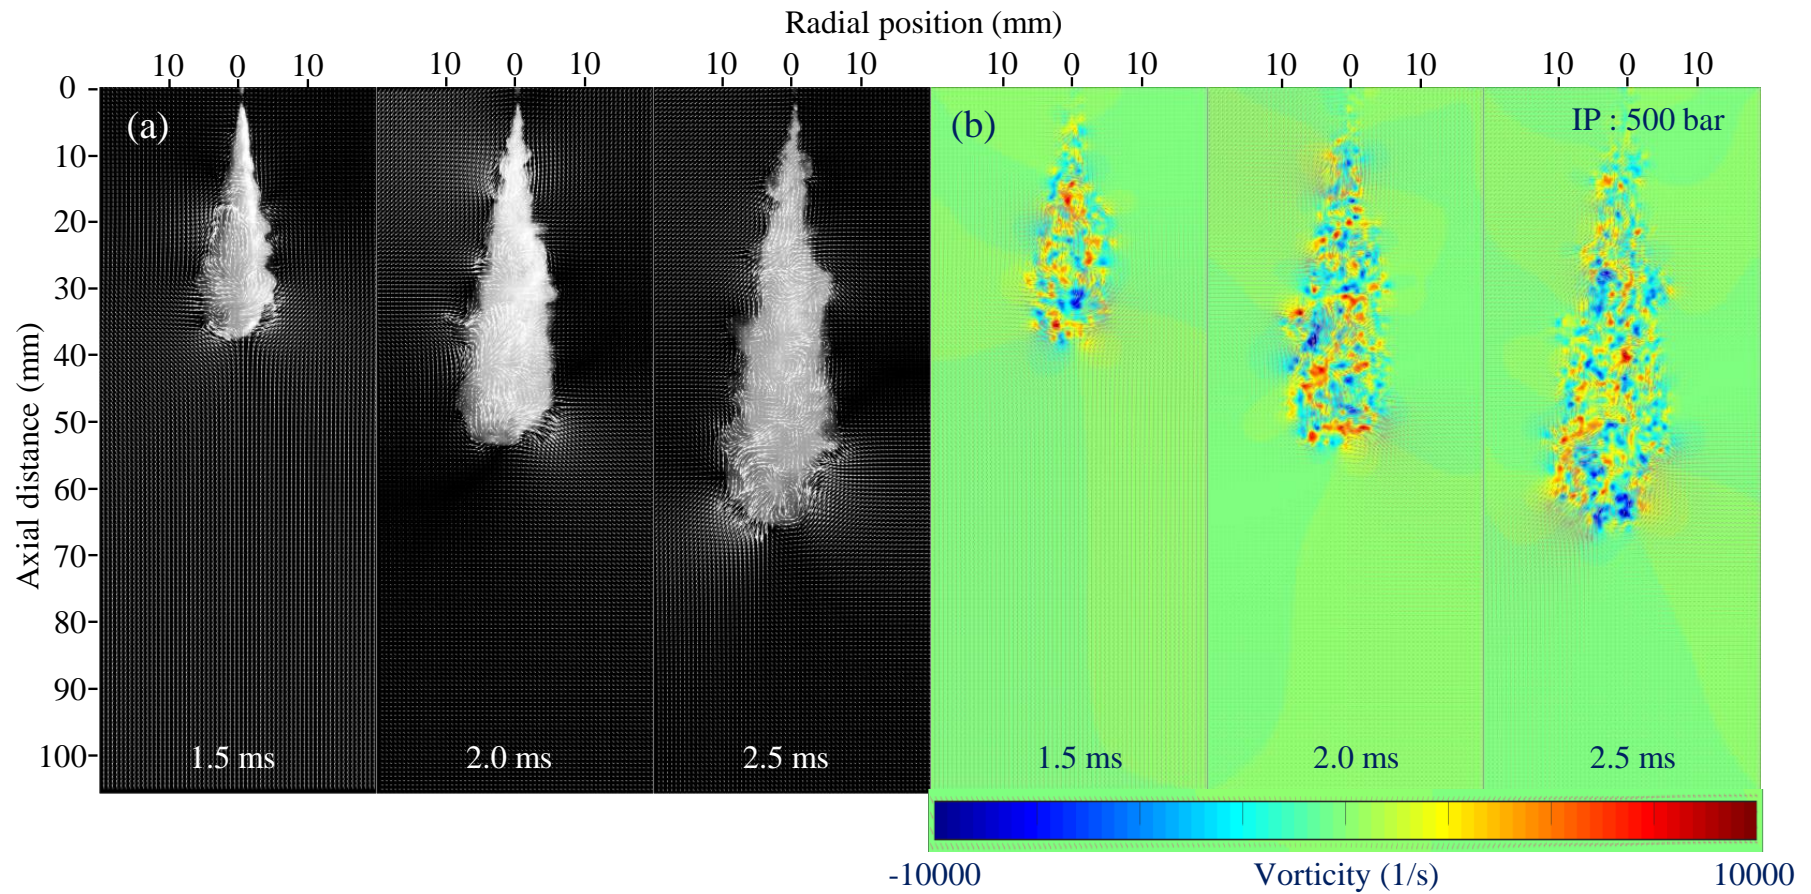 Radial position (mm)
10 0 10 10 0 10 10 0 10 10 0 10 10 0 10 10 0 10
0
(a) (b) IP : 500 bar
10
20
30
40
50
60
70
80
90
100
Axial distance (mm)
1.5 ms 2.0 ms 2.5 ms 1.5 ms 2.0 ms 2.5 ms
-10000 Vorticity (1/s) 10000